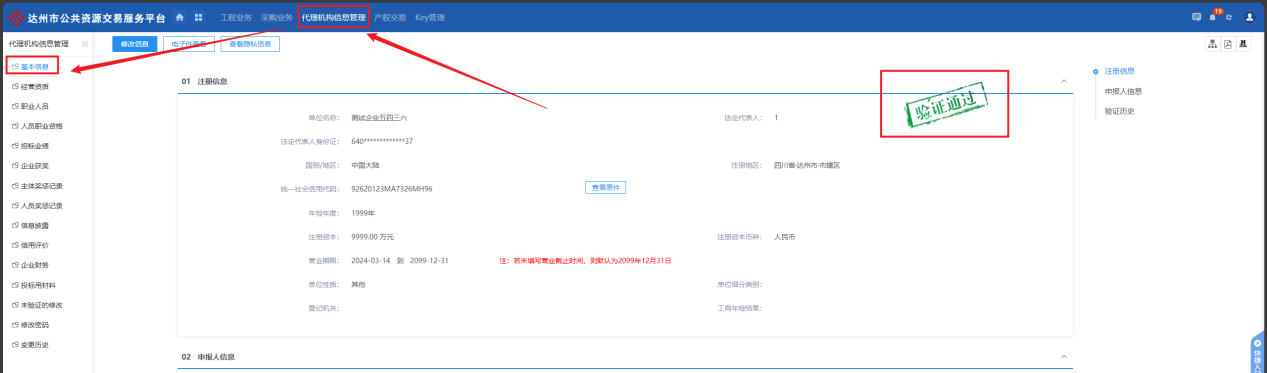 达州市公共资源交易服务平台 工程业务 采购业务 代理机构信息管理 产权交易 Key管理 19
代理机构信息管理
修改信息 电子件查看 查看隐私信息
基本信息
经营资质
职业人员
人员职业资格
招标业绩
企业获奖
主体奖惩记录
人员奖惩记录
信息披露
信用评价
企业财务
投标用材料
未验证的修改
修改密码
变更历史
01 注册信息
验证通过
单位名称： 测试企业五四三六 法定代表人： 1
法定代表人身份证： 640************37
国别/地区： 中国大陆 注册地区： 四川省·达州市·市辖区
统一社会信用代码： 92620123MA7326MH96 查看原件
年检年度： 1999年
注册资本： 9999.00 万元 注册资本币种： 人民币
营业期限： 2024-03-14 到 2099-12-31 注：若未填写营业截止时间，则默认为2099年12月31日
单位性质： 其他 单位细分类别：
登记机关： 工商年检结果：
02 申报人信息
注册信息
申报人信息
验证历史
快捷入口